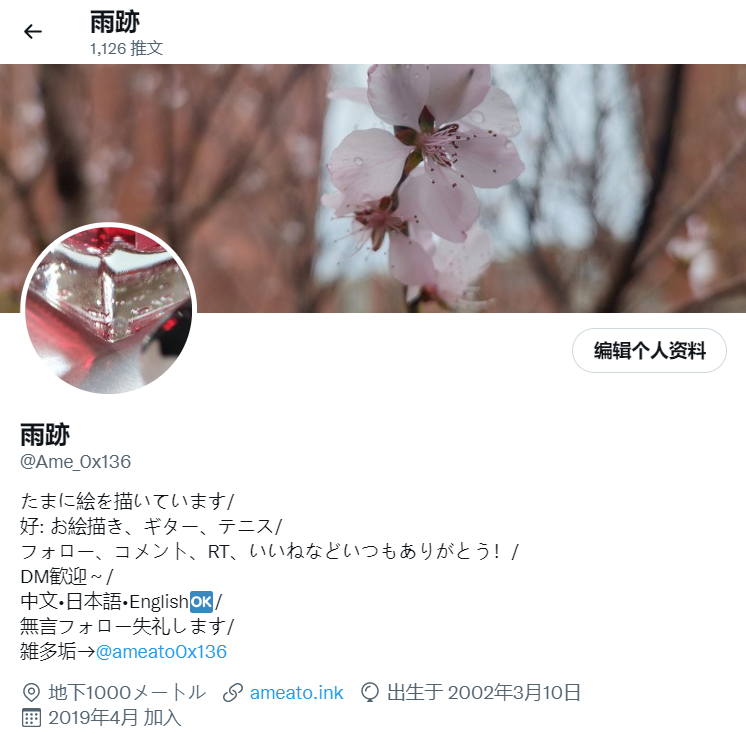 雨跡
1,126 推文
编辑个人资料
雨跡
@Ame_0x136
たまに絵を描いています/
好: お絵描き、ギター、テニス/
フォロー、コメント、RT、いいねなどいつもありがとう！/
DM歓迎～/
中文•日本語•English🆗/
無言フォロー失礼します/
雑多垢→@ameato0x136
地下1000メートル ameato.ink 出生于 2002年3月10日
2019年4月 加入